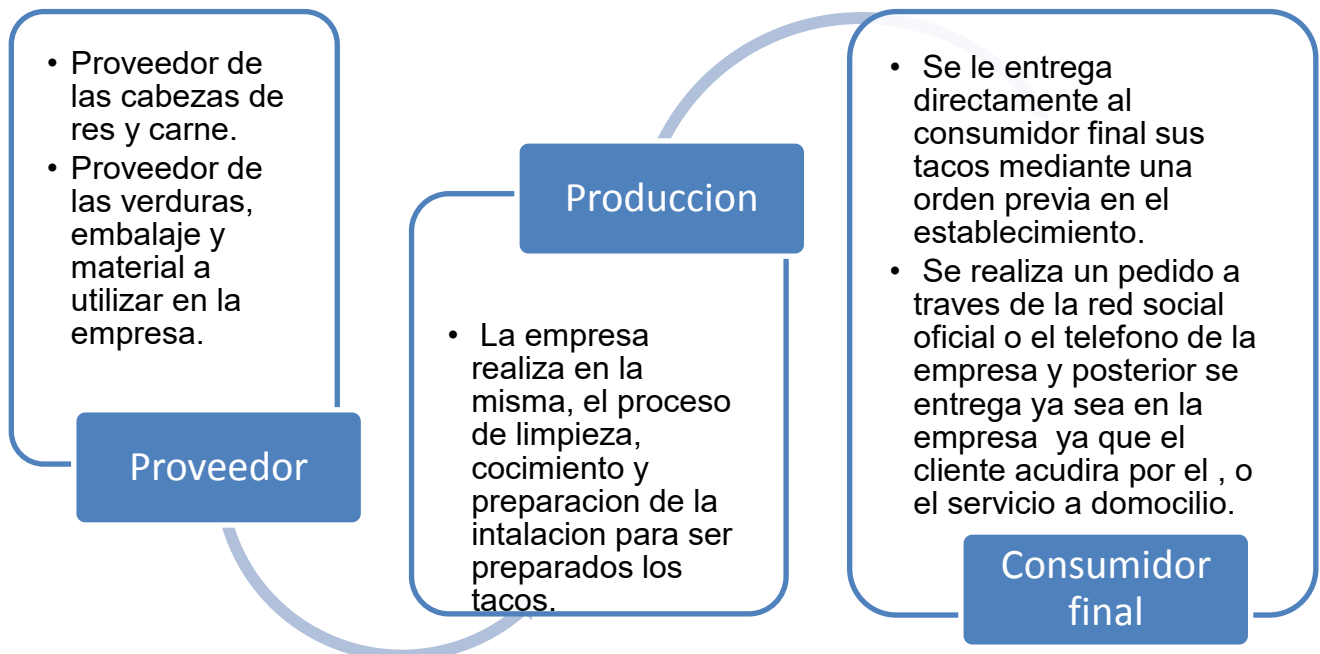 • Proveedor de
las cabezas de
res y carne.
• Proveedor de
las verduras,
embalaje y
material a
utilizar en la
empresa.
Proveedor
Produccion
• La empresa
realiza en la
misma, el proceso
de limpieza,
cocimiento y
preparacion de la
intalacion para ser
preparados los
tacos.
• Se le entrega
directamente al
consumidor final sus
tacos mediante una
orden previa en el
establecimiento.
• Se realiza un pedido a
traves de la red social
oficial o el telefono de la
empresa y posterior se
entrega ya sea en la
empresa ya que el
cliente acudira por el , o
el servicio a domocilio.
Consumidor
final